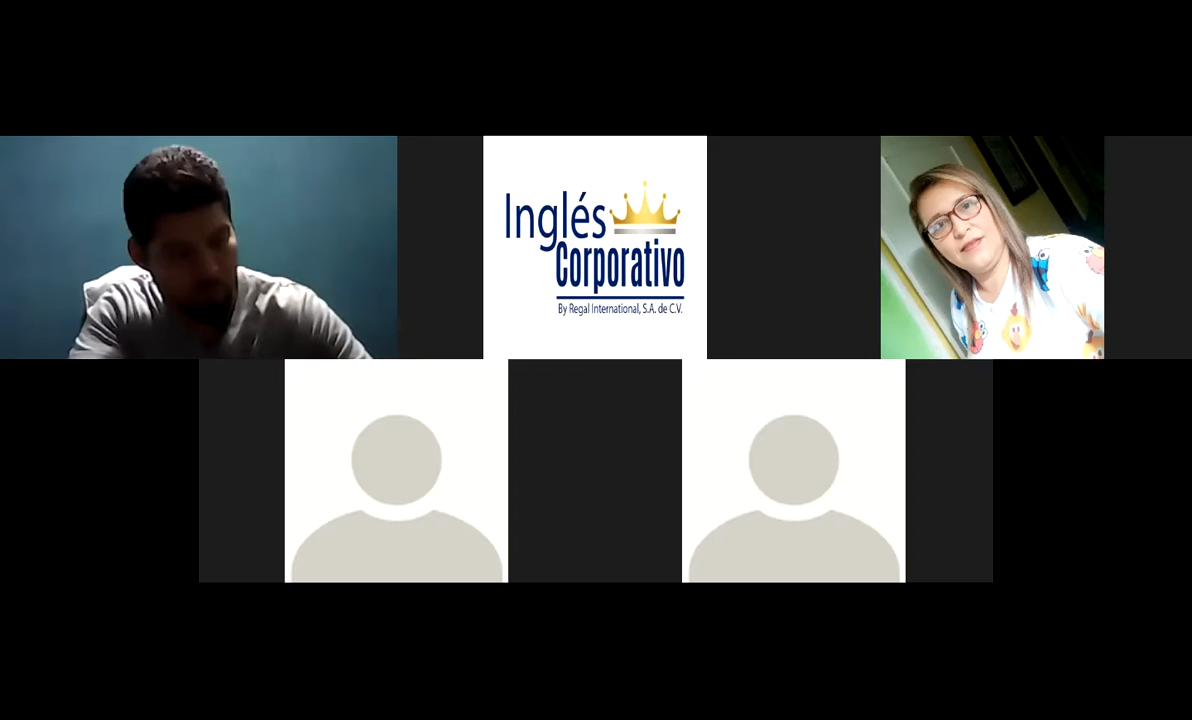 Inglés
Corporativo
By Regal International, S.A. de C.V.